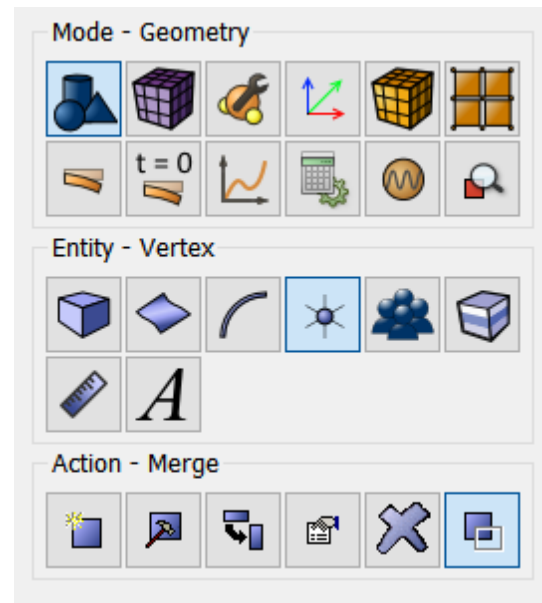 Mode - Geometry
t = 0
Entity - Vertex
A
Action - Merge